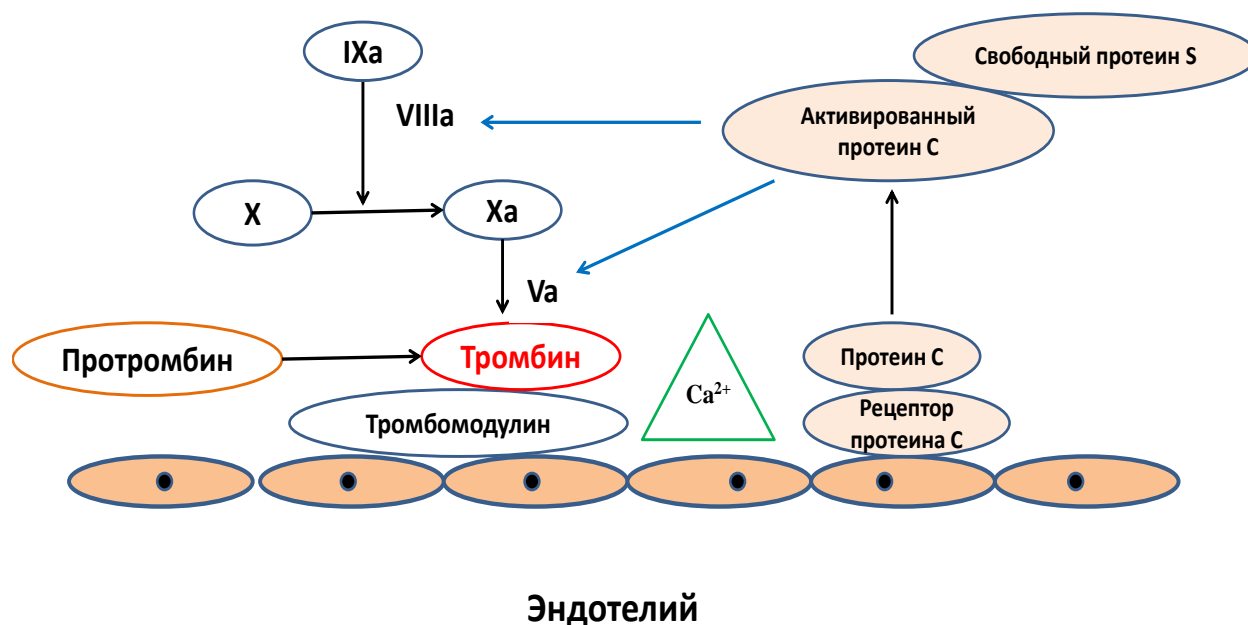 IXa
Свободный протеин S
VIIIa
Активированный
протеин С
X
Xa
Va
Протромбин
Тромбин
Ca²⁺
Протеин С
Тромбомодулин
Рецептор
протеина С
Эндотелий